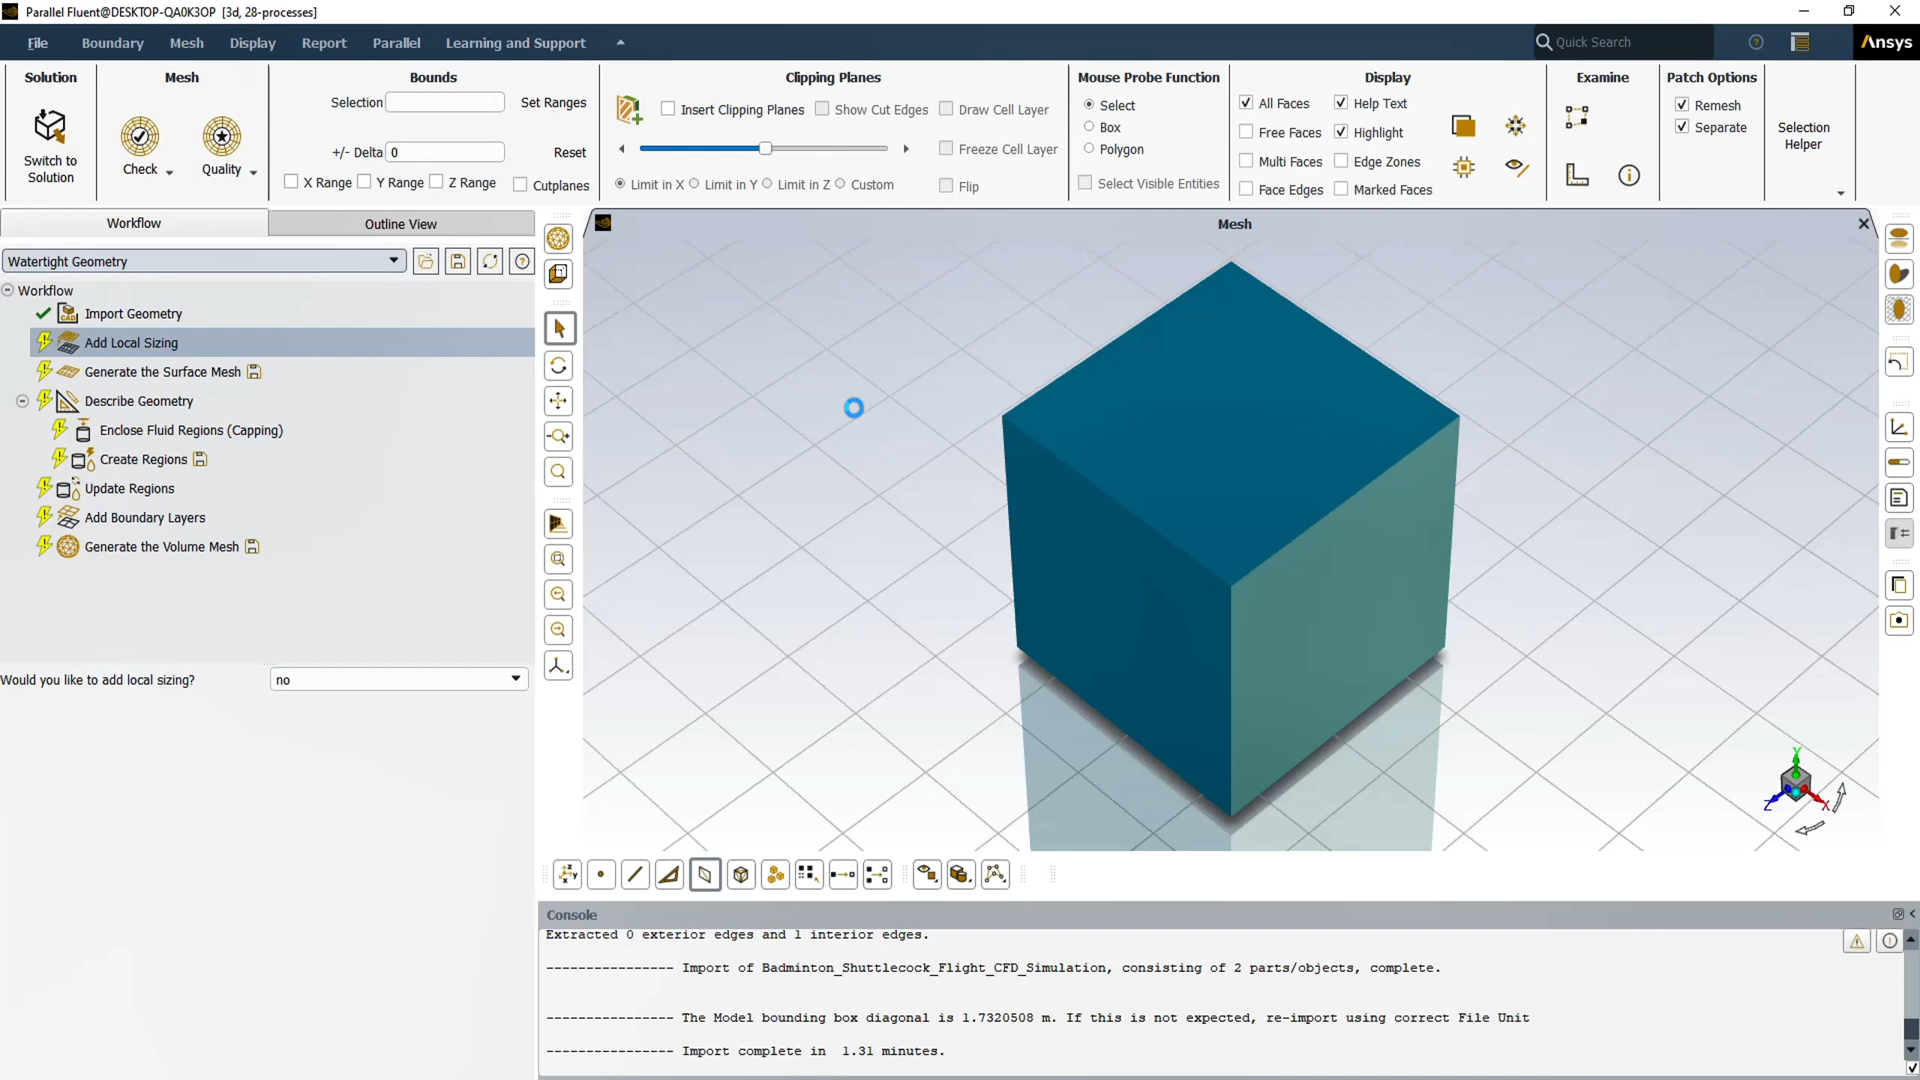 Parallel Fluent@DESKTOP-QA0K3OP [3d, 28-processes]
File Boundary Mesh Display Report Parallel Learning and Support Quick Search Ansys
Solution
Switch to
Solution
Mesh
Check
Quality
Bounds
Selection Set Ranges
+/- Delta 0 Reset
X Range Y Range Z Range Cutplanes
Clipping Planes
Insert Clipping Planes Show Cut Edges Draw Cell Layer
Freeze Cell Layer
Limit in X Limit in Y Limit in Z Custom Flip
Mouse Probe Function
Select
Box
Polygon
Select Visible Entities
Display
All Faces Help Text
Free Faces Highlight
Multi Faces Edge Zones
Face Edges Marked Faces
Examine
Patch Options
Remesh
Separate
Selection
Helper
Workflow Outline View
Watertight Geometry
Workflow
Import Geometry
Add Local Sizing
Generate the Surface Mesh
Describe Geometry
Enclose Fluid Regions (Capping)
Create Regions
Update Regions
Add Boundary Layers
Generate the Volume Mesh
Would you like to add local sizing? no
Mesh
Y
Z
X
Console
Extracted 0 exterior edges and 1 interior edges.
---------------- Import of Badminton_Shuttlecock_Flight_CFD_Simulation, consisting of 2 parts/objects, complete.
---------------- The Model bounding box diagonal is 1.7320508 m. If this is not expected, re-import using correct File Unit
---------------- Import complete in 1.31 minutes.